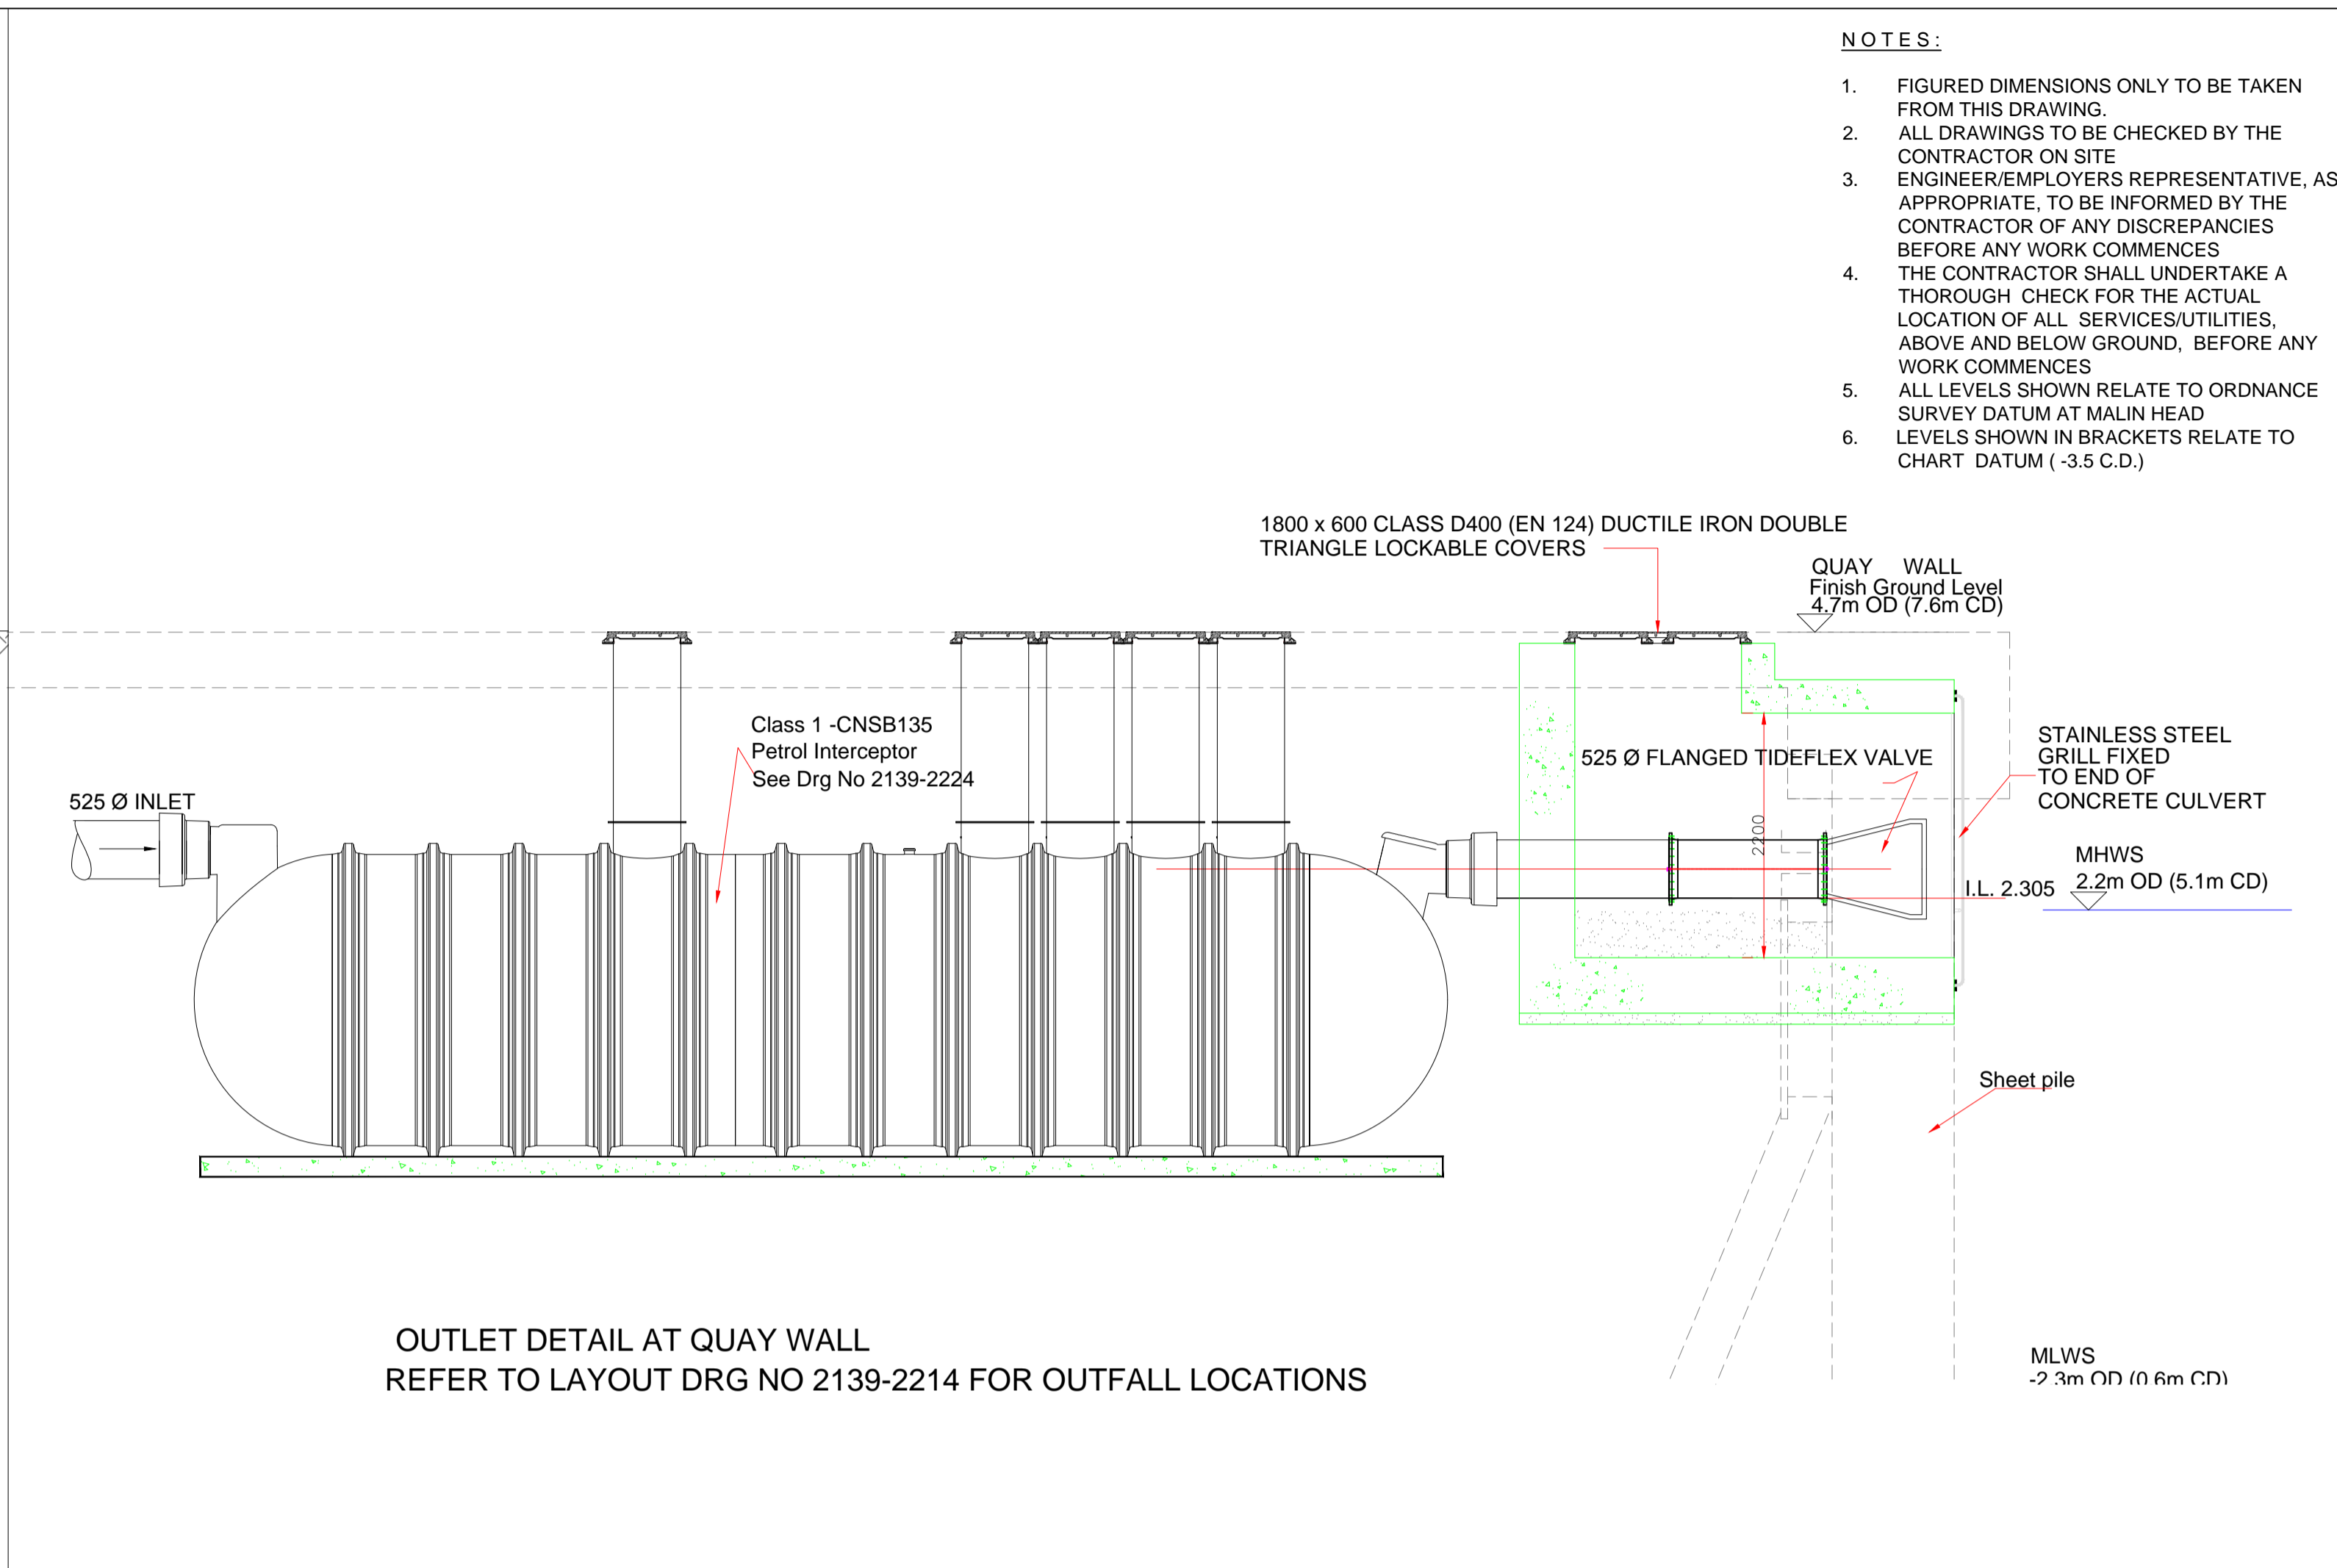 NOTES:
1. FIGURED DIMENSIONS ONLY TO BE TAKEN
FROM THIS DRAWING.
2. ALL DRAWINGS TO BE CHECKED BY THE
CONTRACTOR ON SITE
3. ENGINEER/EMPLOYERS REPRESENTATIVE, AS
APPROPRIATE, TO BE INFORMED BY THE
CONTRACTOR OF ANY DISCREPANCIES
BEFORE ANY WORK COMMENCES
4. THE CONTRACTOR SHALL UNDERTAKE A
THOROUGH CHECK FOR THE ACTUAL
LOCATION OF ALL SERVICES/UTILITIES,
ABOVE AND BELOW GROUND, BEFORE ANY
WORK COMMENCES
5. ALL LEVELS SHOWN RELATE TO ORDNANCE
SURVEY DATUM AT MALIN HEAD
6. LEVELS SHOWN IN BRACKETS RELATE TO
CHART DATUM ( -3.5 C.D.)
1800 x 600 CLASS D400 (EN 124) DUCTILE IRON DOUBLE
TRIANGLE LOCKABLE COVERS
QUAY WALL
Finish Ground Level
4.7m OD (7.6m CD)
Class 1 -CNSB135
Petrol Interceptor
See Drg No 2139-2224
525 Ø FLANGED TIDEFLEX VALVE
STAINLESS STEEL
GRILL FIXED
TO END OF
CONCRETE CULVERT
525 Ø INLET
2200
MHWS
2.2m OD (5.1m CD)
I.L. 2.305
Sheet pile
OUTLET DETAIL AT QUAY WALL
REFER TO LAYOUT DRG NO 2139-2214 FOR OUTFALL LOCATIONS
MLWS
-2.3m OD (0.6m CD)